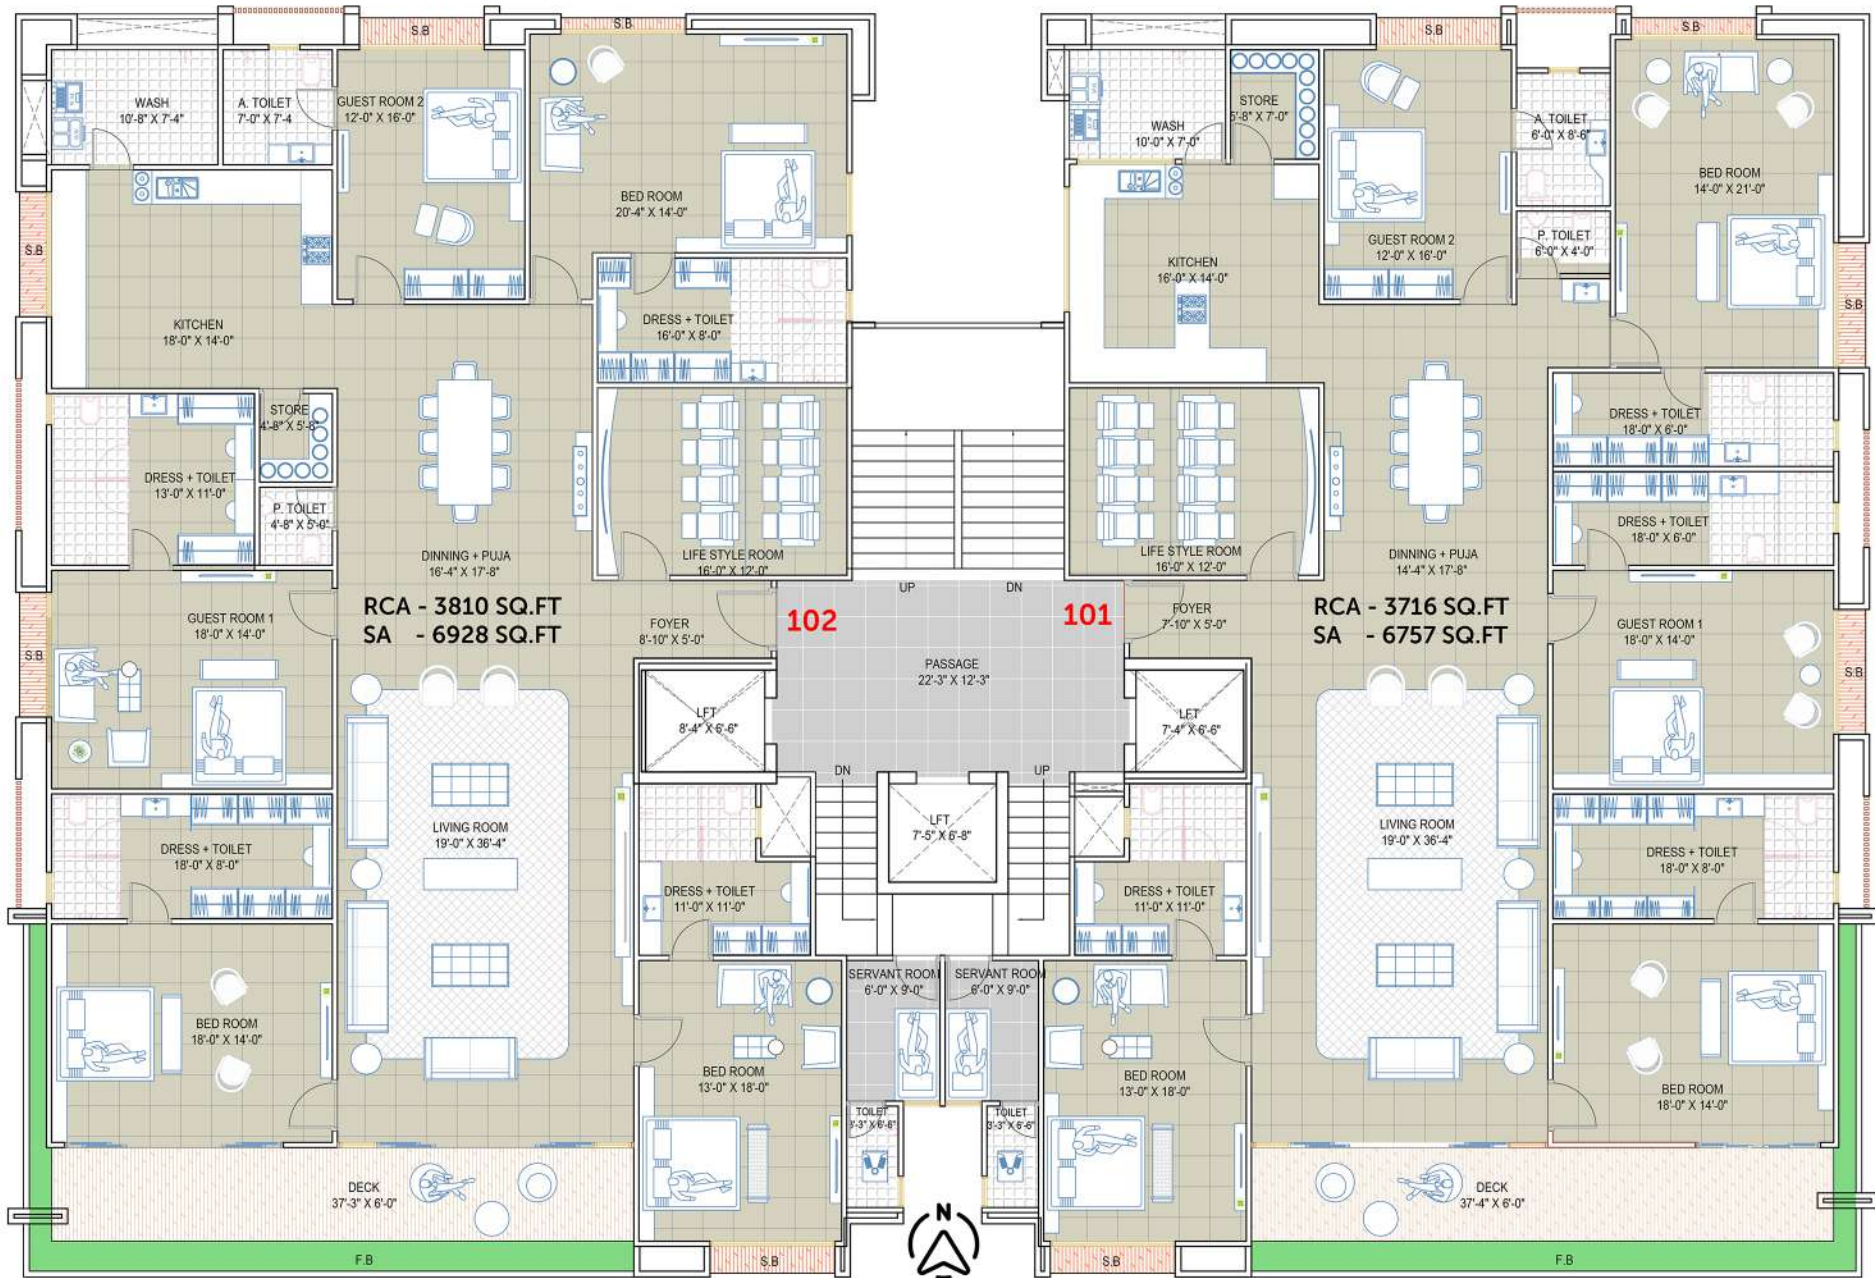 S.B
S.B
S.B
S.B
WASH
10'-8" X 7'-4"
A. TOILET
7'-0" X 7'-4
GUEST ROOM 2
12'-0" X 16'-0"
BED ROOM
20'-4" X 14'-0"
S.B
KITCHEN
18'-0" X 14'-0"
DRESS + TOILET
16'-0" X 8'-0"
STORE
4'-8" X 5'-8"
DRESS + TOILET
13'-0" X 11'-0"
P. TOILET
4'-8" X 5'-0"
DINNING + PUJA
16'-4" X 17'-8"
LIFE STYLE ROOM
16'-0" X 12'-0"
RCA - 3810 SQ.FT
SA - 6928 SQ.FT
GUEST ROOM 1
18'-0" X 14'-0"
S.B
FOYER
8'-10" X 5'-0"
102
LFT
8'-4" X 6'-6"
LIVING ROOM
19'-0" X 36'-4"
DRESS + TOILET
18'-0" X 8'-0"
DRESS + TOILET
11'-0" X 11'-0"
BED ROOM
18'-0" X 14'-0"
BED ROOM
13'-0" X 18'-0"
SERVANT ROOM
6'-0" X 9'-0"
TOILET
3'-3" X 6'-6"
DECK
37'-3" X 6'-0"
F.B
S.B
UP
DN
PASSAGE
22'-3" X 12'-3"
DN
UP
LFT
7'-5" X 6'-8"
N
WASH
10'-0" X 7'-0"
STORE
5'-8" X 7'-0"
GUEST ROOM 2
12'-0" X 16'-0"
A. TOILET
6'-0" X 8'-6"
P. TOILET
6'-0" X 4'-0"
BED ROOM
14'-0" X 21'-0"
S.B
KITCHEN
16'-0" X 14'-0"
DRESS + TOILET
18'-0" X 6'-0"
DRESS + TOILET
18'-0" X 6'-0"
LIFE STYLE ROOM
16'-0" X 12'-0"
DINNING + PUJA
14'-4" X 17'-8"
101
FOYER
7'-10" X 5'-0"
RCA - 3716 SQ.FT
SA - 6757 SQ.FT
GUEST ROOM 1
18'-0" X 14'-0"
S.B
LFT
7'-4" X 6'-6"
LIVING ROOM
19'-0" X 36'-4"
DRESS + TOILET
18'-0" X 8'-0"
DRESS + TOILET
11'-0" X 11'-0"
SERVANT ROOM
6'-0" X 9'-0"
TOILET
3'-3" X 6'-6"
BED ROOM
13'-0" X 18'-0"
BED ROOM
18'-0" X 14'-0"
DECK
37'-4" X 6'-0"
S.B
F.B